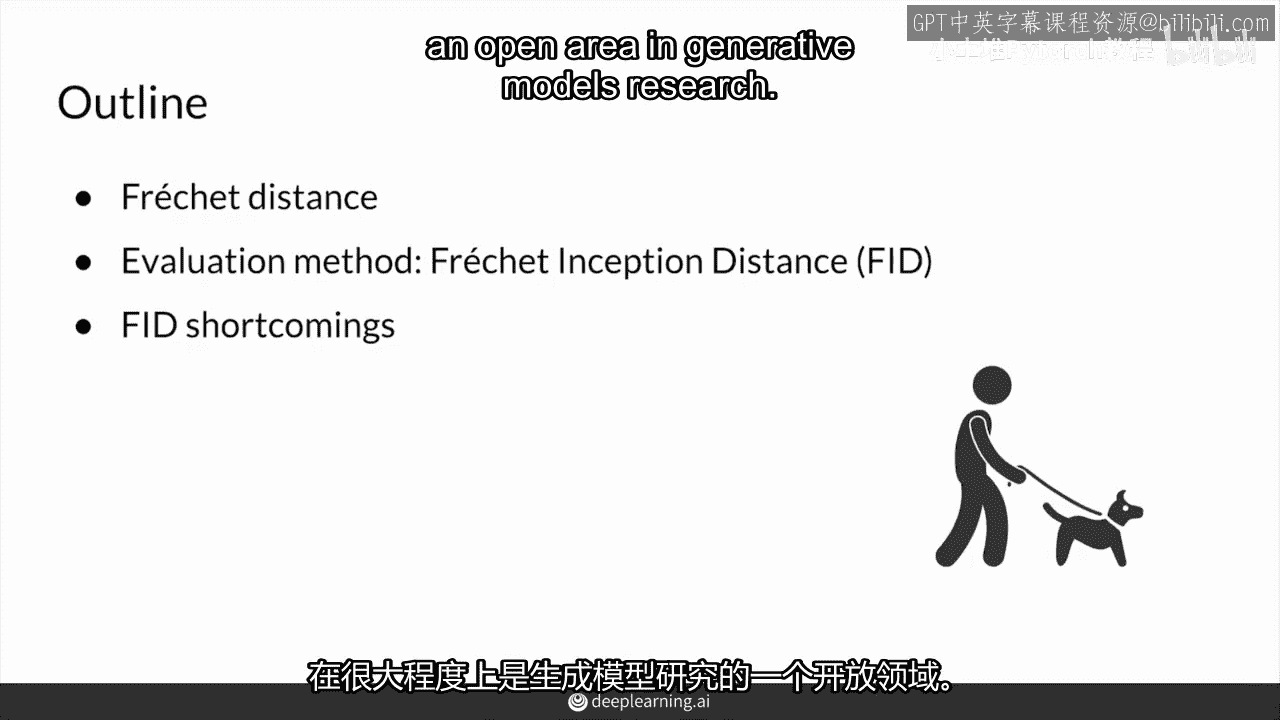 GPT中英字幕课程资源@bilibili.com
an open area in generative
models research.
Outline
● Fréchet distance
● Evaluation method: Fréchet Inception Distance (FID)
● FID shortcomings
在很大程度上是生成模型研究的一个开放领域。
deeplearning.ai